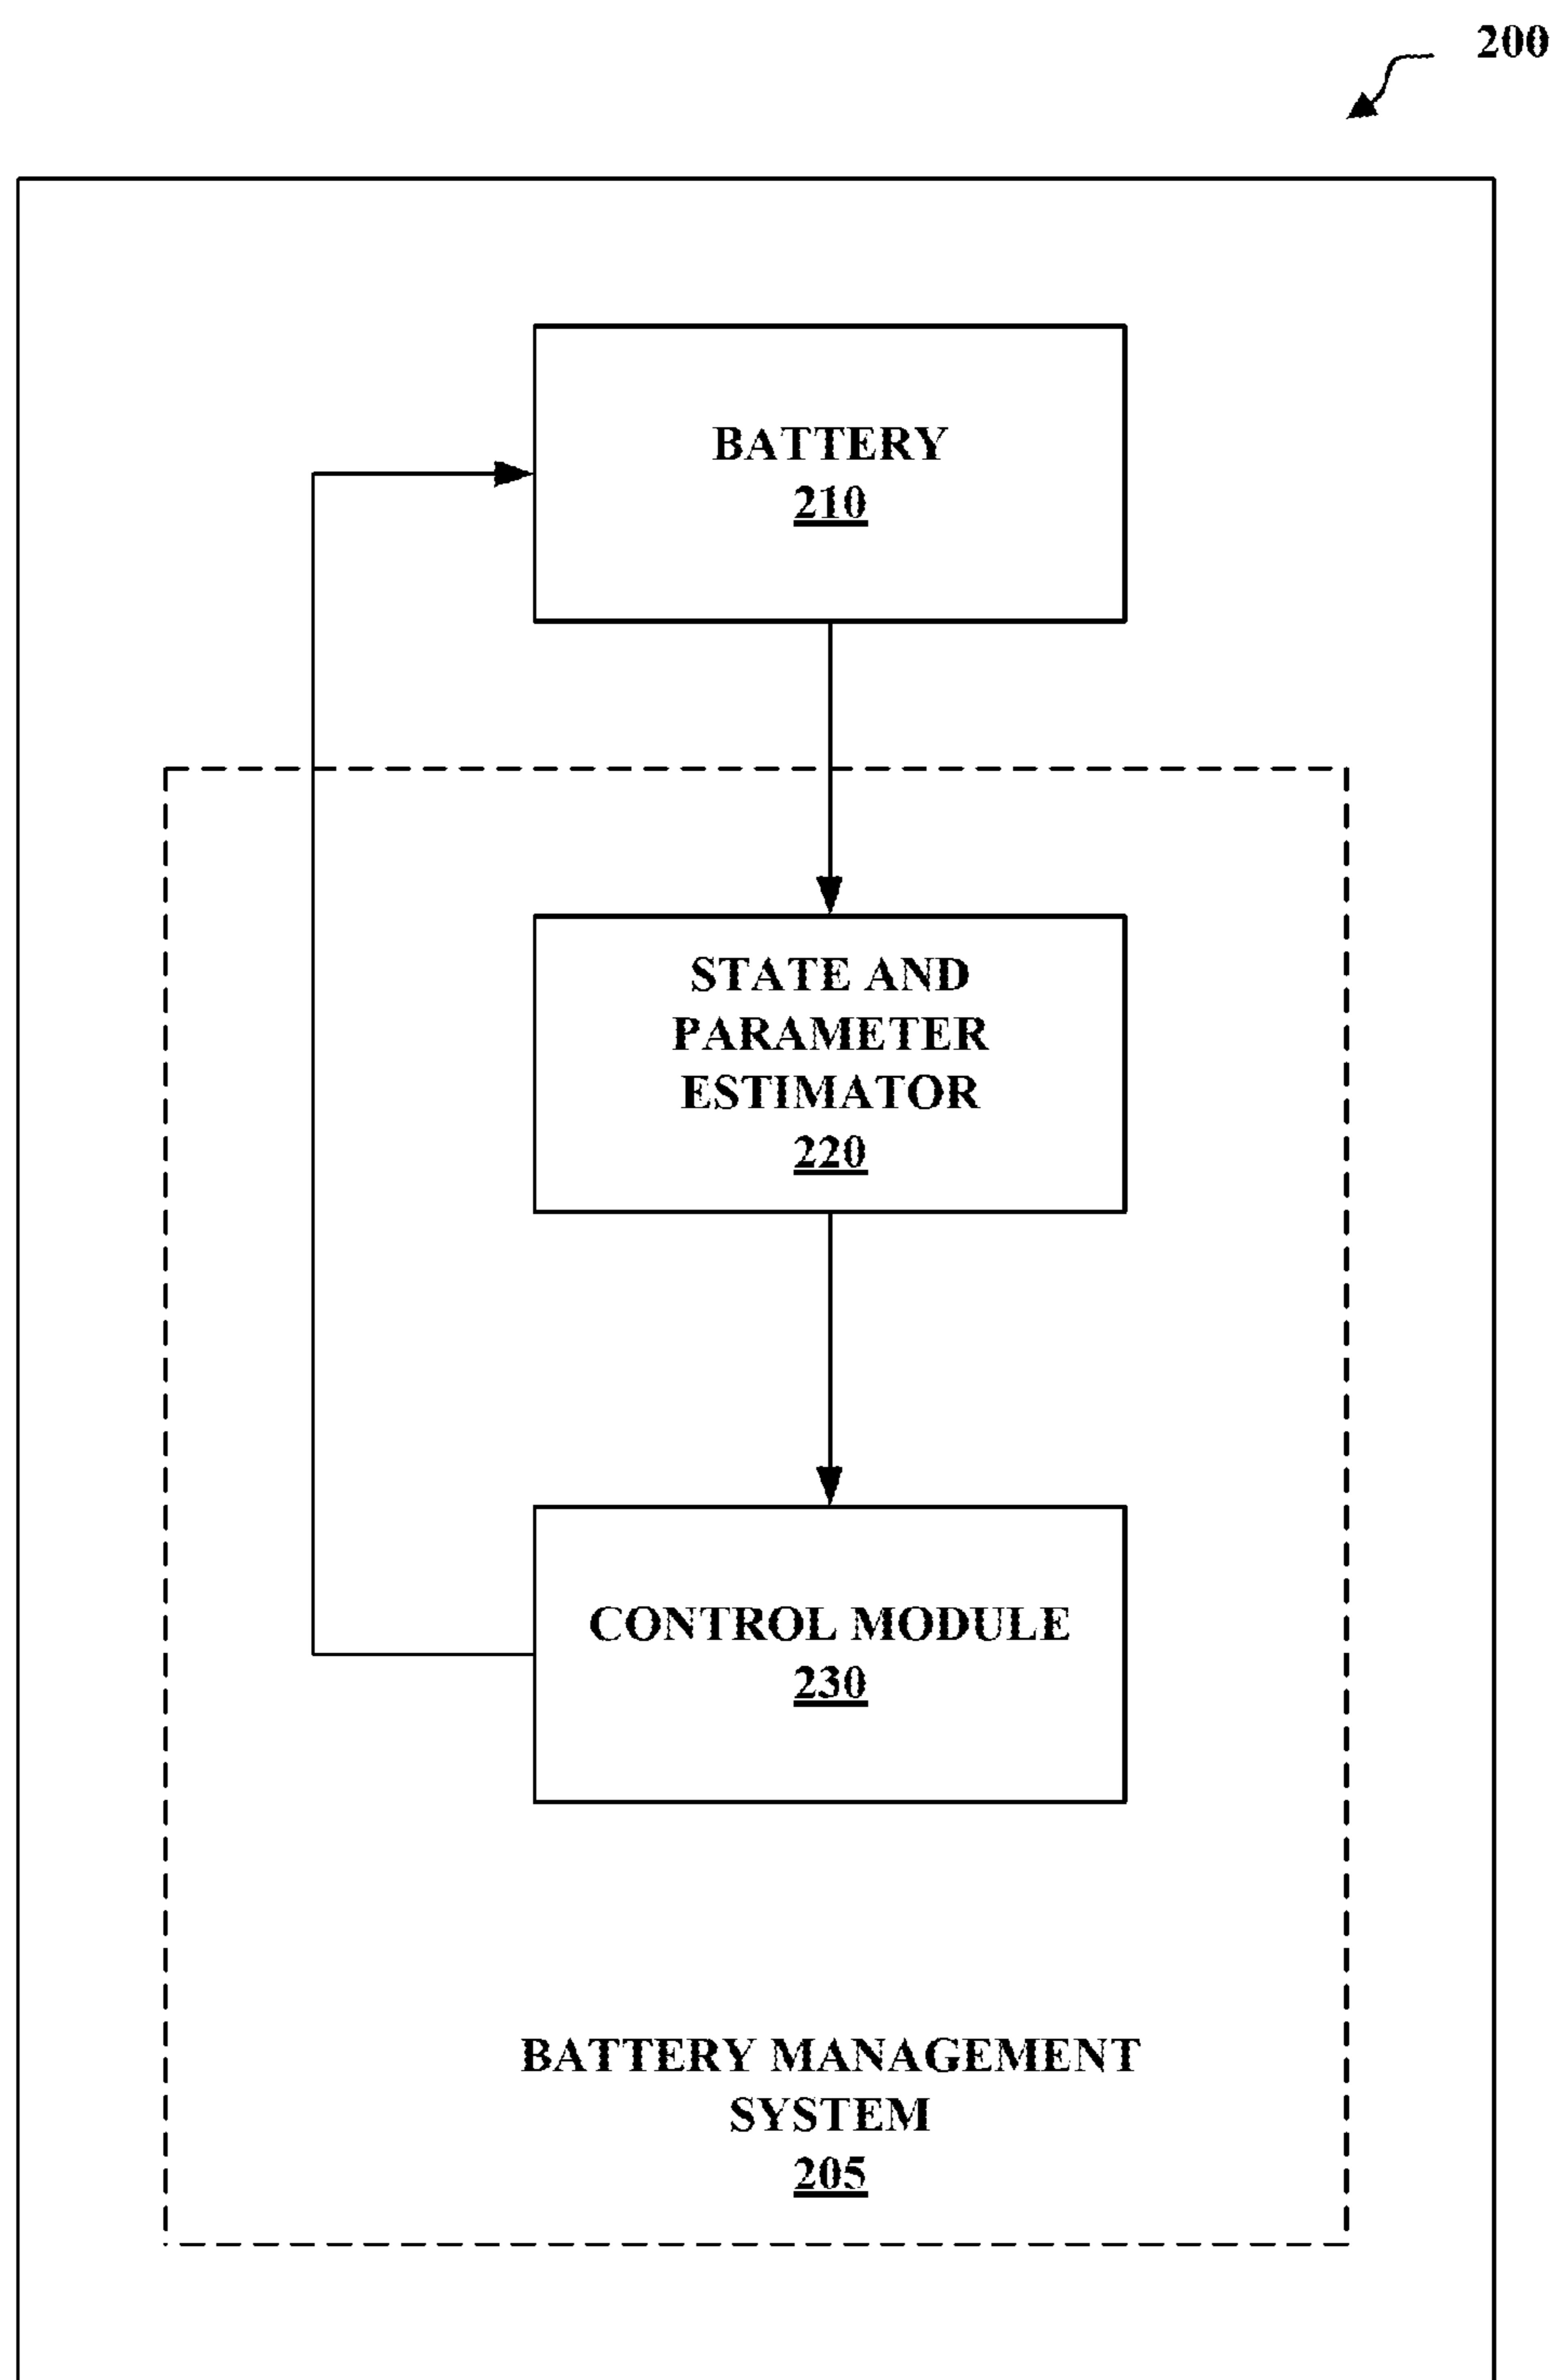 200
BATTERY
210
STATE AND
PARAMETER
ESTIMATOR
220
CONTROL MODULE
230
BATTERY MANAGEMENT
SYSTEM
205